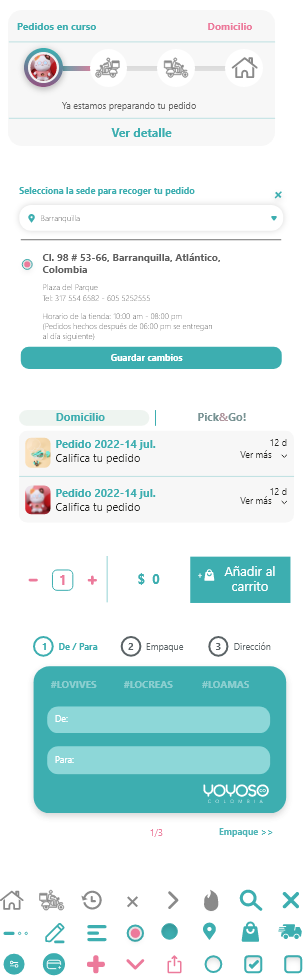 Pedidos en curso
Domicilio
Ya estamos preparando tu pedido
Ver detalle
Selecciona la sede para recoger tu pedido
Barranquilla
Cl. 98 # 53-66, Barranquilla, Atlántico,
Colombia
Plaza del Parque
Tel: 317 554 6582 - 605 5252555
Horario de la tienda: 10:00 am - 08:00 pm
(Pedidos hechos después de 06:00 pm se entregan
al día siguiente)
Guardar cambios
Domicilio
Pick&Go!
Pedido 2022-14 jul.
12 d
Califica tu pedido
Ver más
Pedido 2022-14 jul.
12 d
Califica tu pedido
Ver más
- 1 +
$ 0
+ Añadir al
carrito
1 De / Para
2 Empaque
3 Dirección
#LOVIVES
#LOCREAS
#LOAMAS
De:
Para:
YOYOSO
COLOMBIA
1/3
Empaque >>